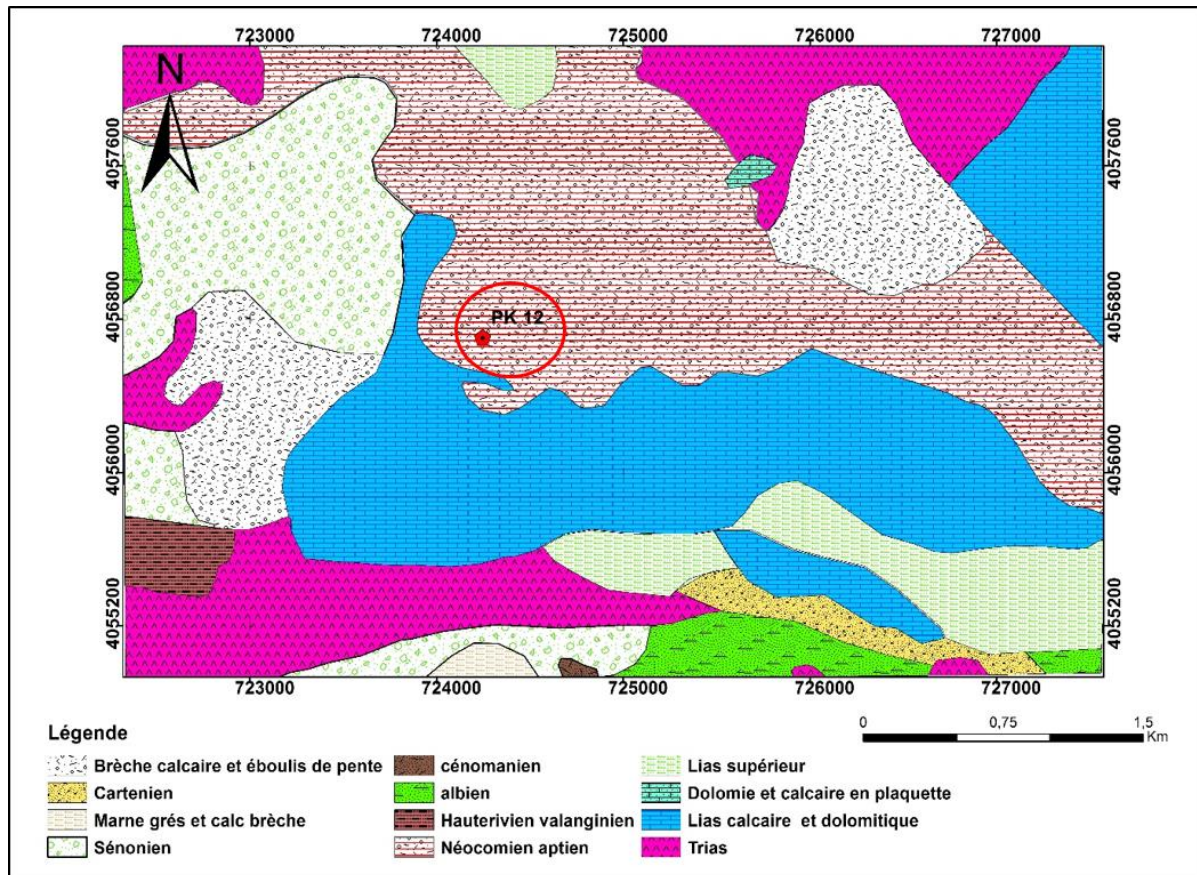 723000 724000 725000 726000 727000
N
4057600 4057600
4056800 4056800
PK 12
4056000 4056000
4055200 4055200
723000 724000 725000 726000 727000
Légende
0 0,75 1,5
Km
Brèche calcaire et éboulis de pente
Cartenien
Marne grés et calc brèche
Sénonien
cénomanien
albien
Hauterivien valanginien
Néocomien aptien
Lias supérieur
Dolomie et calcaire en plaquette
Lias calcaire et dolomitique
Trias